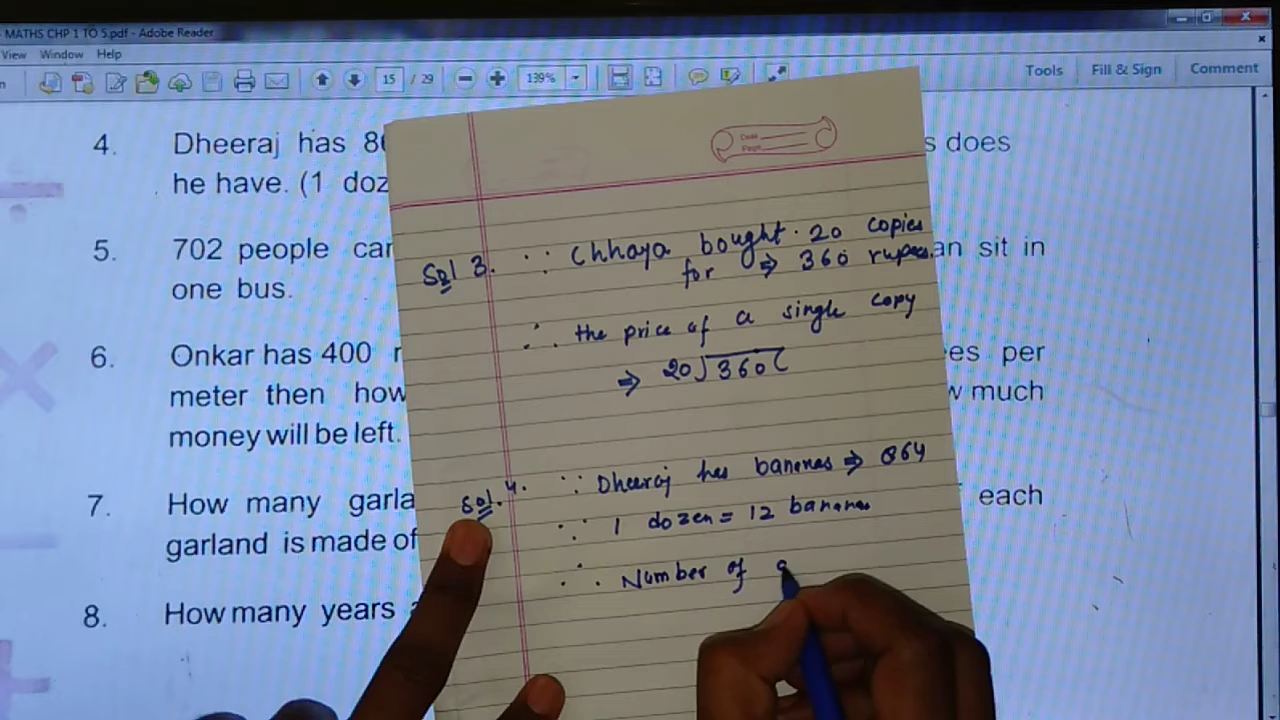 MATHS CHP 1 TO 5.pdf - Adobe Reader
View Window Help
15 / 29 139% Tools Fill & Sign Comment
4. Dheeraj has 8 s does
he have. (1 doz
5. 702 people can an sit in
one bus.
6. Onkar has 400 es per
meter then how w much
money will be left.
7. How many garla each
garland is made of
8. How many years
Date
Page
Sol 3. ∵ Chhaya bought 20 copies
for ⇒ 360 rupees.
∴ the price of a single copy
⇒ 20)360(
Sol. 4. ∵ Dheeraj has bananas ⇒ 864
∵ 1 dozen = 12 bananas
∴ Number of